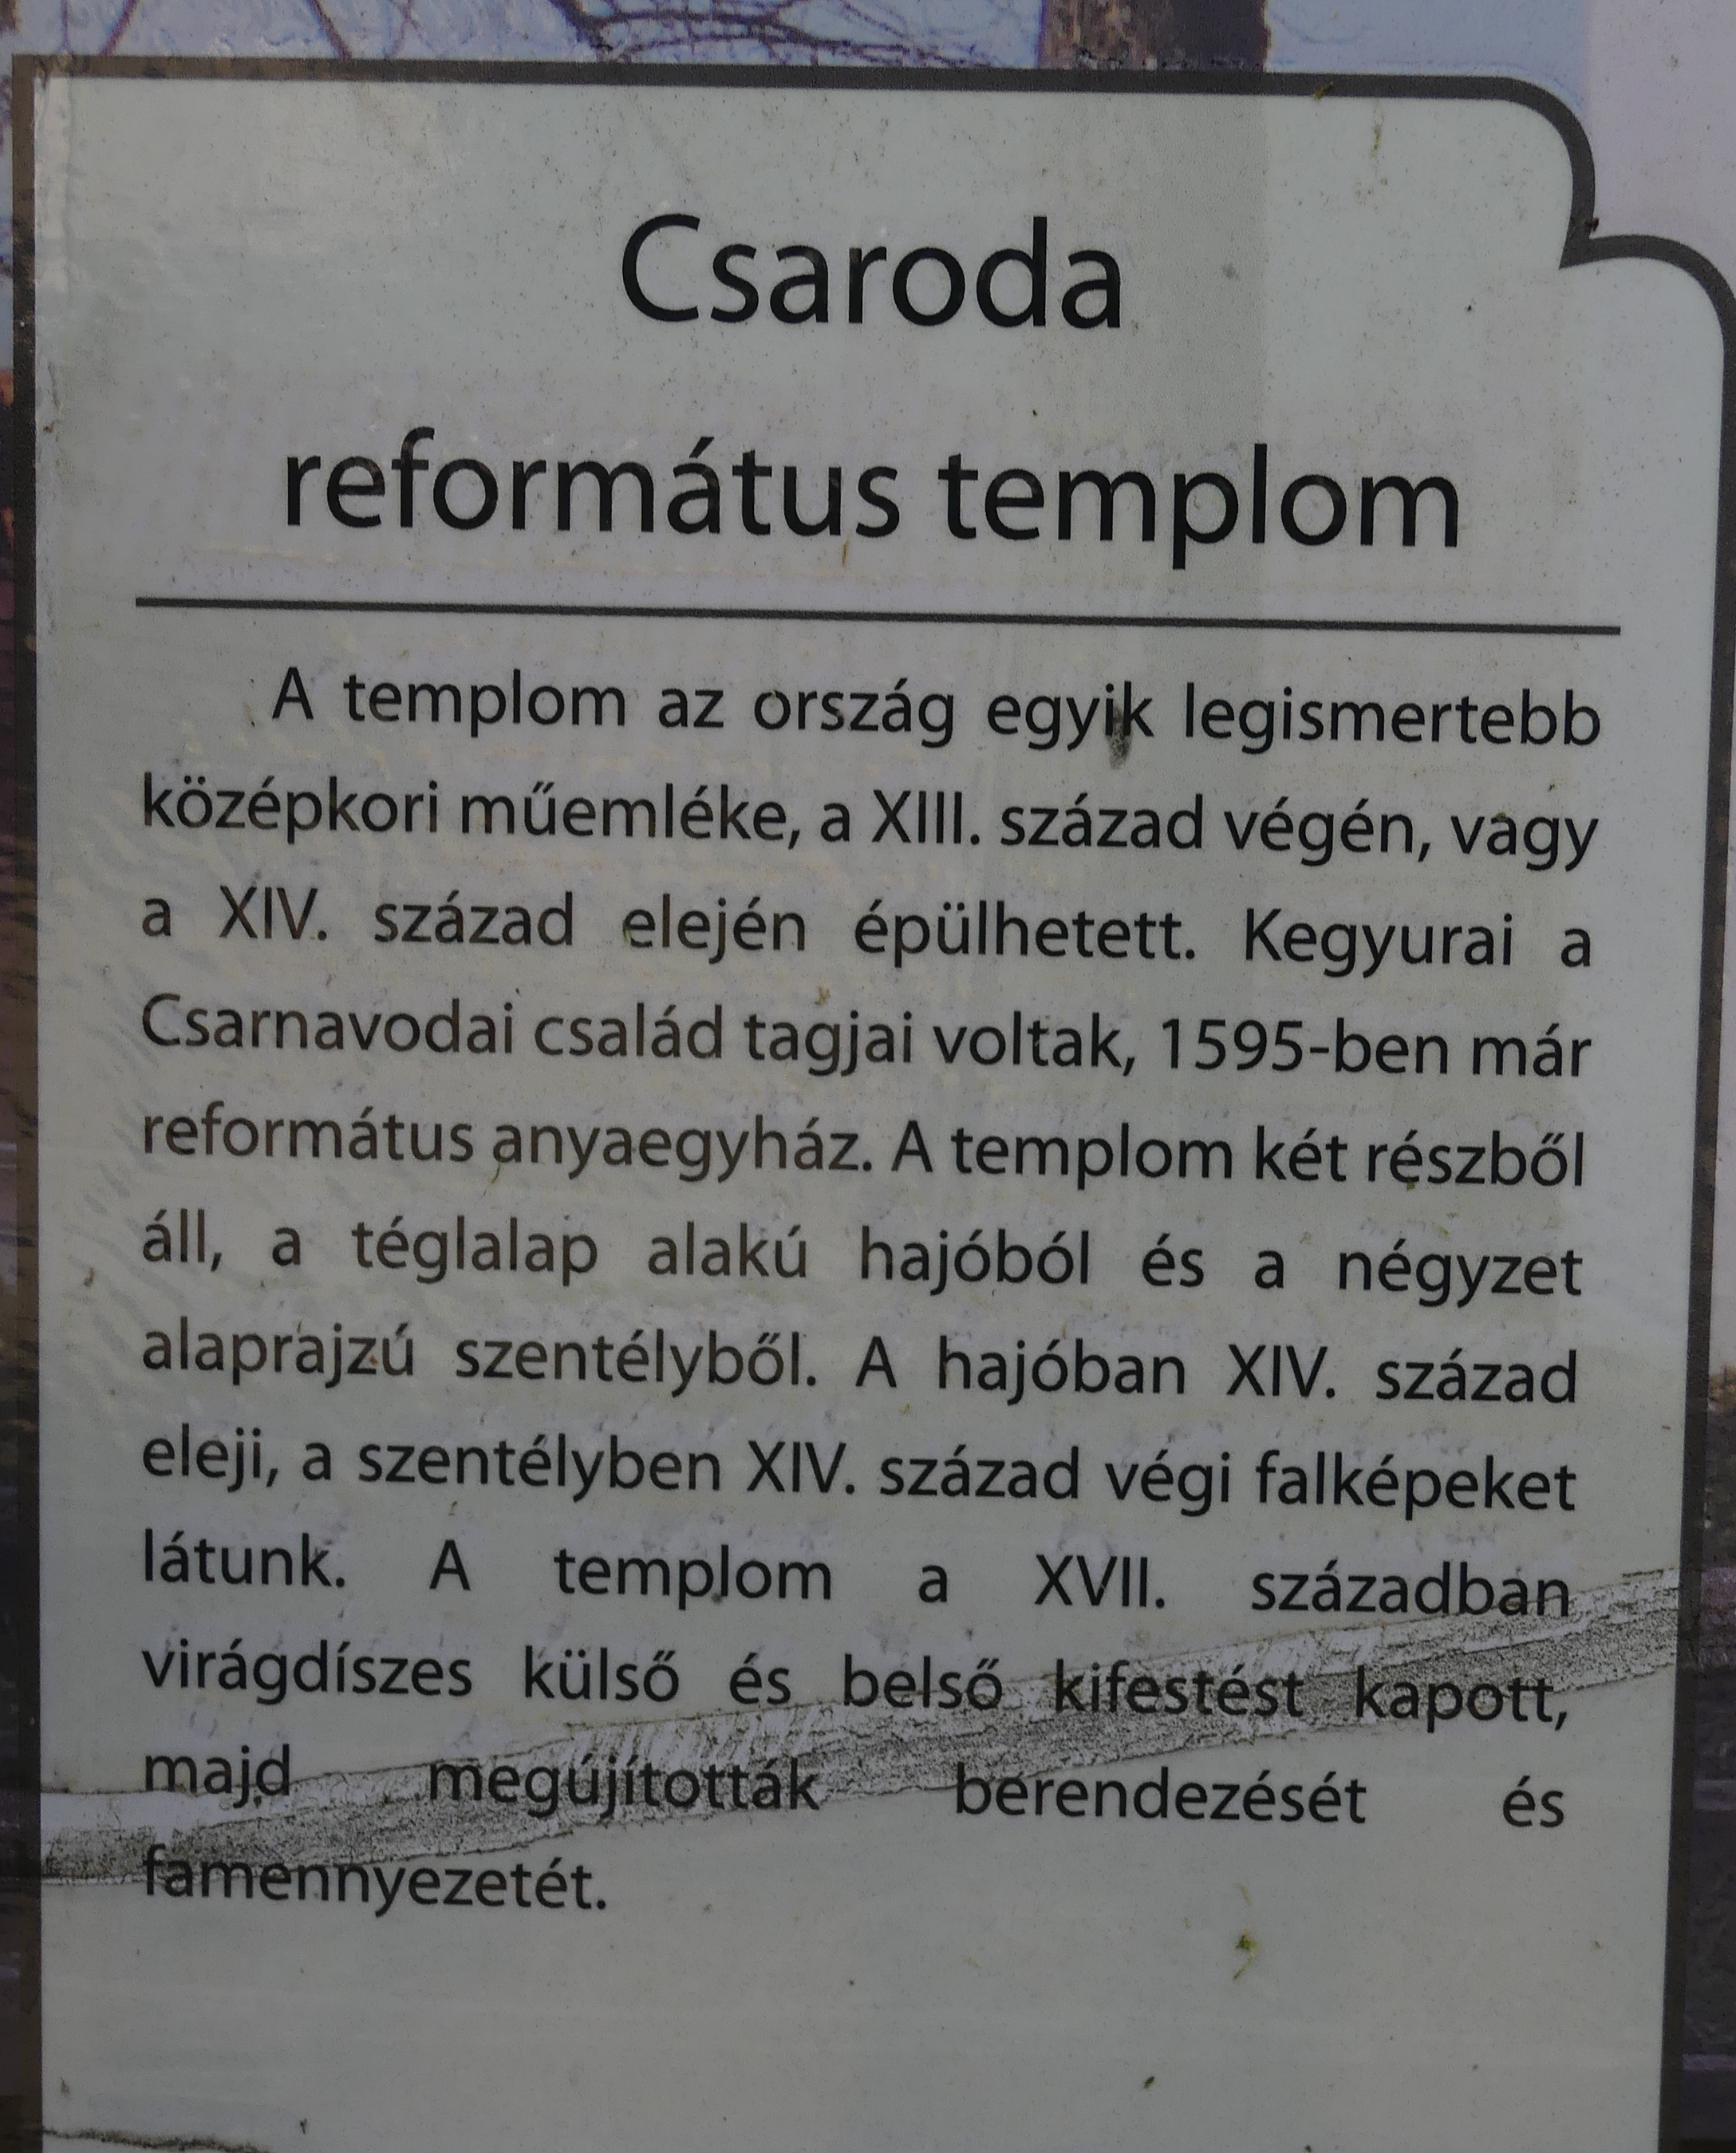 Csaroda
református templom
A templom az ország egyik legismertebb
középkori műemléke, a XIII. század végén, vagy
a XIV. század elején épülhetett. Kegyurai a
Csarnavodai család tagjai voltak, 1595-ben már
református anyaegyház. A templom két részből
áll, a téglalap alakú hajóból és a négyzet
alaprajzú szentélyből. A hajóban XIV. század
eleji, a szentélyben XIV. század végi falképeket
látunk. A templom a XVII. században
virágdíszes külső és belső kifestést kapott,
majd megújították berendezését és
famennyezetét.